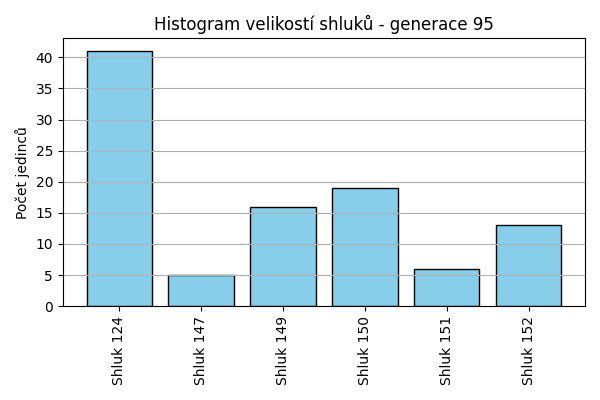 Histogram velikostí shluků - generace 95
Počet jedinců
40
35
30
25
20
15
10
5
0
Shluk 124
Shluk 147
Shluk 149
Shluk 150
Shluk 151
Shluk 152